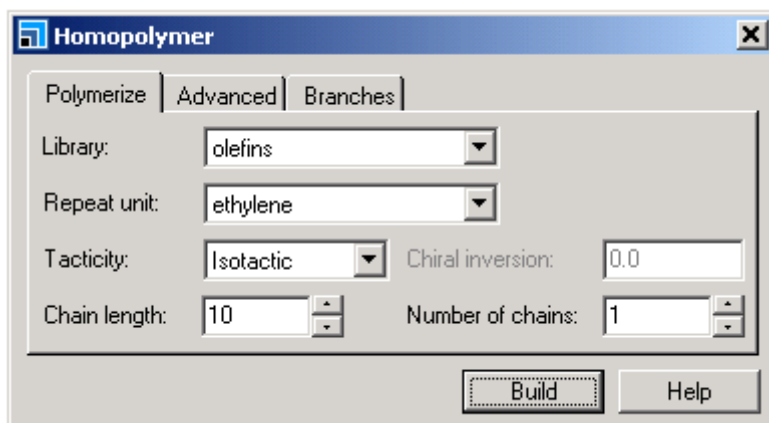 Homopolymer
Polymerize Advanced Branches
Library: olefins
Repeat unit: ethylene
Tacticity: Isotactic Chiral inversion: 0.0
Chain length: 10 Number of chains: 1
Build Help